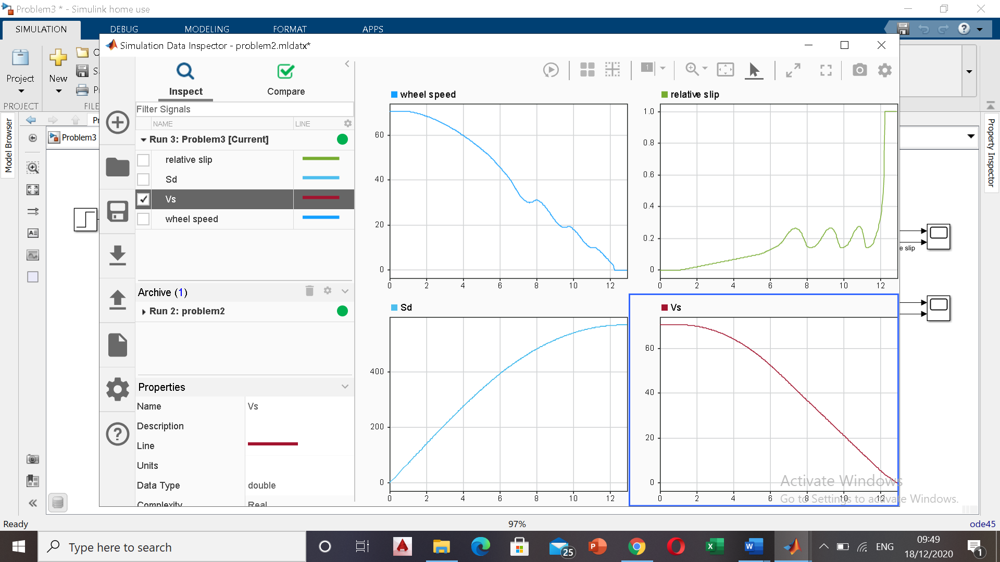 Problem3 * - Simulink home use
SIMULATION DEBUG MODELING FORMAT APPS
Simulation Data Inspector - problem2.mldatx*
Project
New
PROJECT
FILE
Model Browser
Property Inspector
Problem3
Inspect
Compare
Filter Signals
NAME LINE
Run 3: Problem3 [Current]
relative slip
Sd
Vs
wheel speed
Archive (1)
Run 2: problem2
Properties
Name Vs
Description
Line
Units
Data Type double
Complexity Real
1
wheel speed
60
40
20
0
0 2 4 6 8 10 12
relative slip
1.0
0.8
0.6
0.4
0.2
0
0 2 4 6 8 10 12
Sd
400
200
0
0 2 4 6 8 10 12
Vs
60
40
20
0
0 2 4 6 8 10 12
e slip
Activate Windows
Go to Settings to activate Windows.
Ready 97% ode45
Type here to search
25
ENG
09:49
18/12/2020
1